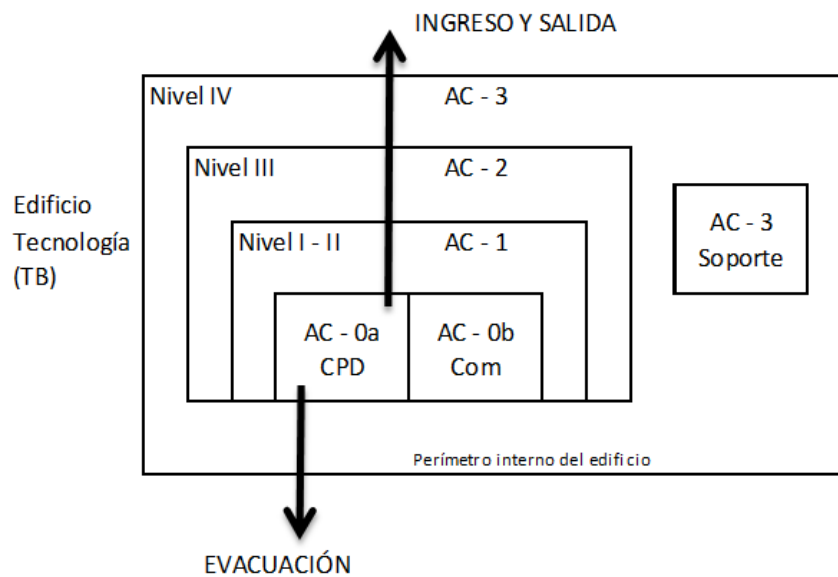 INGRESO Y SALIDA
Nivel IV
AC - 3
Nivel III
AC - 2
Edificio
Tecnología
(TB)
AC - 3
Soporte
Nivel I - II
AC - 1
AC - 0a
CPD
AC - 0b
Com
Perímetro interno del edificio
EVACUACIÓN